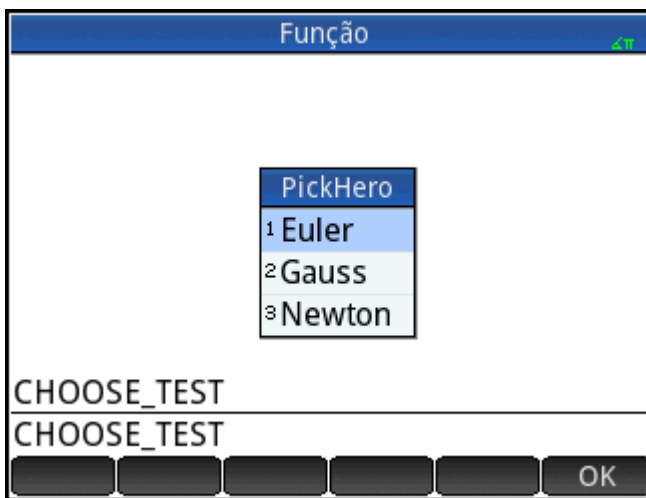 Função
∡π
PickHero
1 Euler
2 Gauss
3 Newton
CHOOSE_TEST
CHOOSE_TEST
OK